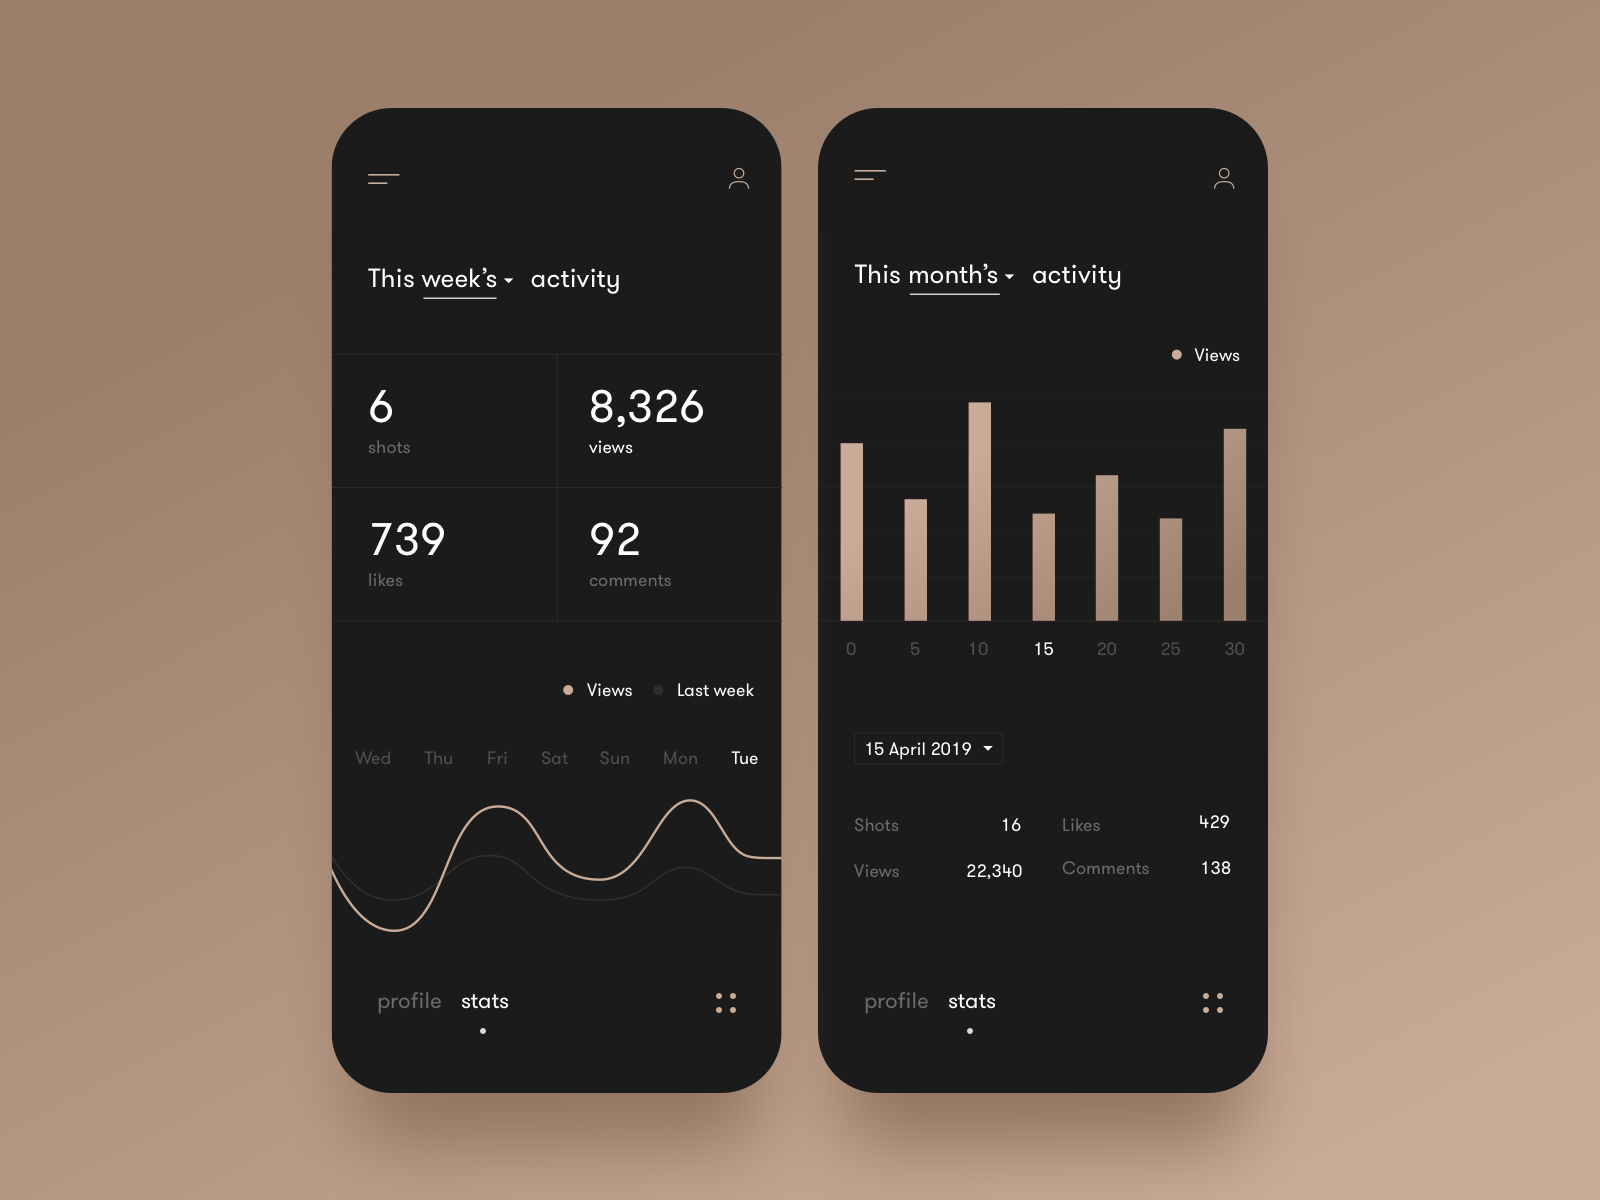 This week’s activity
6
shots
8,326
views
739
likes
92
comments
Views Last week
Wed Thu Fri Sat Sun Mon Tue
profile stats
This month’s activity
Views
0 5 10 15 20 25 30
15 April 2019
Shots 16 Likes 429
Views 22,340 Comments 138
profile stats